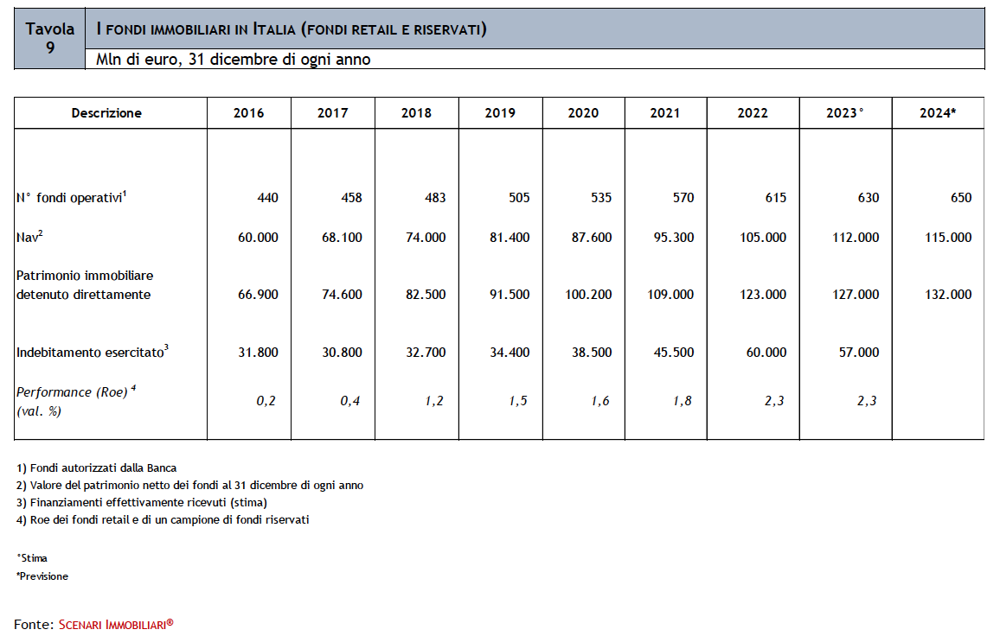 Tavola 9
I FONDI IMMOBILIARI IN ITALIA (FONDI RETAIL E RISERVATI)
Mln di euro, 31 dicembre di ogni anno
Descrizione 2016 2017 2018 2019 2020 2021 2022 2023° 2024*
N° fondi operativi¹ 440 458 483 505 535 570 615 630 650
Nav² 60.000 68.100 74.000 81.400 87.600 95.300 105.000 112.000 115.000
Patrimonio immobiliare
detenuto direttamente 66.900 74.600 82.500 91.500 100.200 109.000 123.000 127.000 132.000
Indebitamento esercitato³ 31.800 30.800 32.700 34.400 38.500 45.500 60.000 57.000
Performance (Roe) ⁴
(val. %) 0,2 0,4 1,2 1,5 1,6 1,8 2,3 2,3
1) Fondi autorizzati dalla Banca
2) Valore del patrimonio netto dei fondi al 31 dicembre di ogni anno
3) Finanziamenti effettivamente ricevuti (stima)
4) Roe dei fondi retail e di un campione di fondi riservati
°Stima
*Previsione
Fonte: SCENARI IMMOBILIARI®